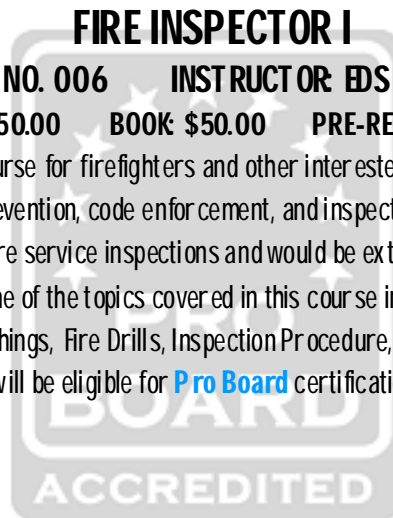 FIRE INSPECTOR I
NO. 006 INSTRUCTOR: EDS
50.00 BOOK: $50.00 PRE-RE
urse for firefighters and other intereste
evention, code enforcement, and inspect
re service inspections and would be ext
ne of the topics covered in this course in
hings, Fire Drills, Inspection Procedure,
will be eligible for Pro Board certificati
PRO
BOARD
ACCREDITED